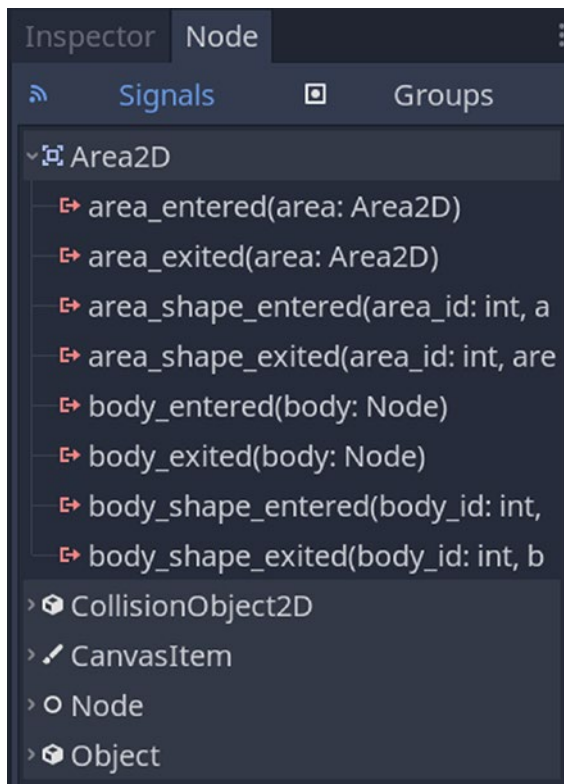 Inspector Node
Signals Groups
Area2D
area_entered(area: Area2D)
area_exited(area: Area2D)
area_shape_entered(area_id: int, a
area_shape_exited(area_id: int, are
body_entered(body: Node)
body_exited(body: Node)
body_shape_entered(body_id: int,
body_shape_exited(body_id: int, b
CollisionObject2D
CanvasItem
Node
Object